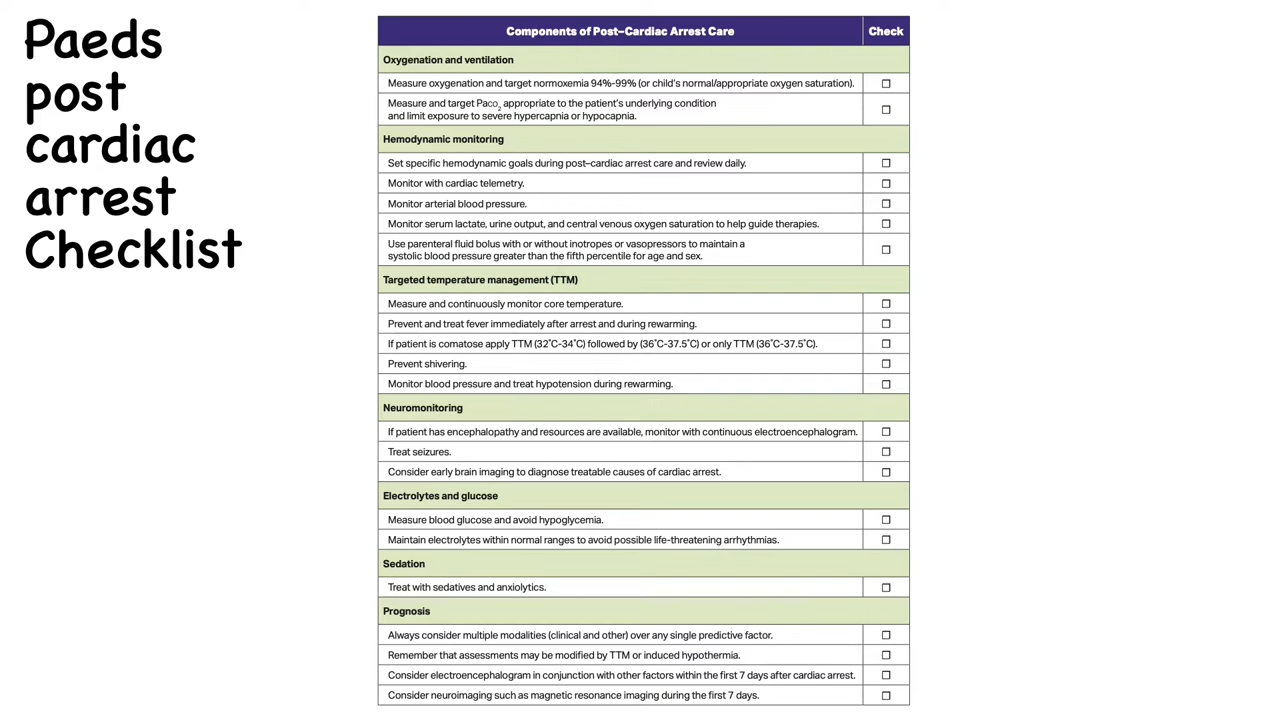 Paeds
post
cardiac
arrest
Checklist
Components of Post–Cardiac Arrest Care Check
Oxygenation and ventilation
Measure oxygenation and target normoxemia 94%-99% (or child's normal/appropriate oxygen saturation).
Measure and target Paco2 appropriate to the patient's underlying condition
and limit exposure to severe hypercapnia or hypocapnia.
Hemodynamic monitoring
Set specific hemodynamic goals during post–cardiac arrest care and review daily.
Monitor with cardiac telemetry.
Monitor arterial blood pressure.
Monitor serum lactate, urine output, and central venous oxygen saturation to help guide therapies.
Use parenteral fluid bolus with or without inotropes or vasopressors to maintain a
systolic blood pressure greater than the fifth percentile for age and sex.
Targeted temperature management (TTM)
Measure and continuously monitor core temperature.
Prevent and treat fever immediately after arrest and during rewarming.
If patient is comatose apply TTM (32˚C-34˚C) followed by (36˚C-37.5˚C) or only TTM (36˚C-37.5˚C).
Prevent shivering.
Monitor blood pressure and treat hypotension during rewarming.
Neuromonitoring
If patient has encephalopathy and resources are available, monitor with continuous electroencephalogram.
Treat seizures.
Consider early brain imaging to diagnose treatable causes of cardiac arrest.
Electrolytes and glucose
Measure blood glucose and avoid hypoglycemia.
Maintain electrolytes within normal ranges to avoid possible life-threatening arrhythmias.
Sedation
Treat with sedatives and anxiolytics.
Prognosis
Always consider multiple modalities (clinical and other) over any single predictive factor.
Remember that assessments may be modified by TTM or induced hypothermia.
Consider electroencephalogram in conjunction with other factors within the first 7 days after cardiac arrest.
Consider neuroimaging such as magnetic resonance imaging during the first 7 days.